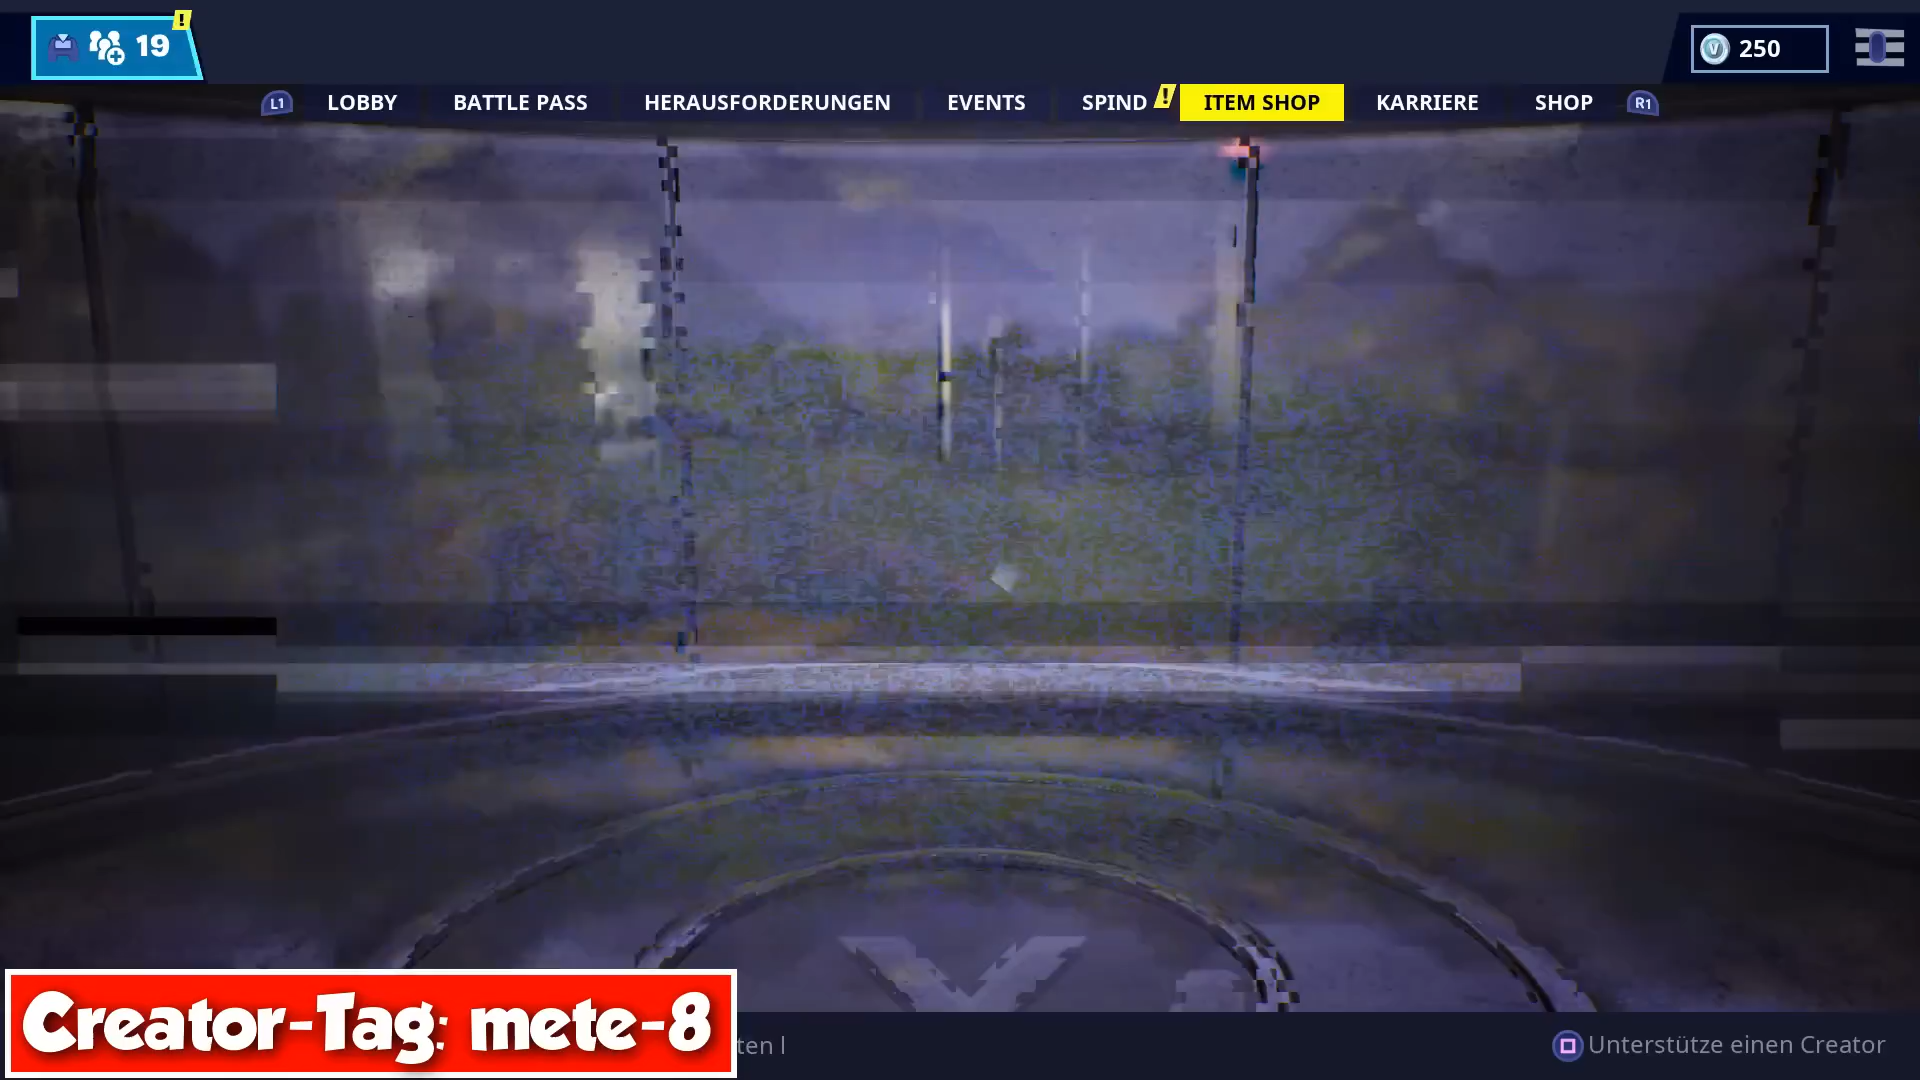 ! 19
V 250
L1 LOBBY BATTLE PASS HERAUSFORDERUNGEN EVENTS SPIND ! ITEM SHOP KARRIERE SHOP R1
Creator-Tag: mete-8
ten I
Unterstütze einen Creator